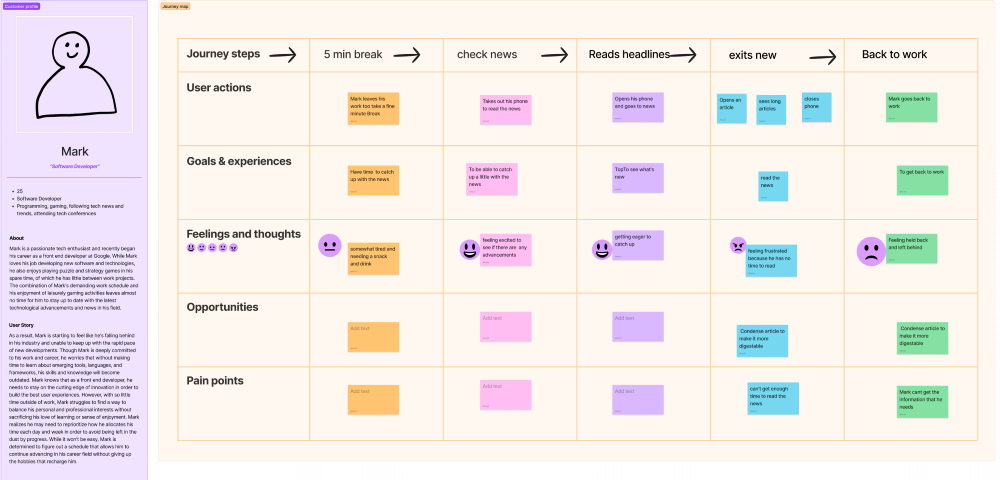 Customer profile
Mark
"Software Developer"
25
Software Developer
Programming, gaming, following tech news and
trends, attending tech conferences
About
Mark is a passionate tech enthusiast and recently began
his career as a front end developer at Google. While Mark
loves his job developing new software and technologies,
he also enjoys playing puzzle and strategy games in his
spare time, of which he has little between work projects.
The combination of Mark's demanding work schedule and
his enjoyment of leisurely gaming activities leaves almost
no time for him to stay up to date with the latest
technological advancements and news in his field.
User Story
As a result, Mark is starting to feel like he's falling behind
in his industry and unable to keep up with the rapid pace
of new developments. Though Mark is deeply committed
to his work and career, he worries that without making
time to learn about emerging tools, languages, and
frameworks, his skills and knowledge will become
outdated. Mark knows that as a front end developer, he
needs to stay on the cutting edge of innovation in order to
build the best user experiences. However, with so little
time outside of work, Mark struggles to find a way to
balance his personal and professional interests without
sacrificing his love of learning or sense of enjoyment. Mark
realizes he may need to reprioritize how he allocates his
time each day and week in order to avoid being left in the
dust by progress. While it won't be easy, Mark is
determined to figure out a schedule that allows him to
continue advancing in his career field without giving up
the hobbies that recharge him.
Journey map
Journey steps
5 min break
check news
Reads headlines
exits new
Back to work
User actions
Mark leaves his
work too take a fine
minute Break
Takes out his phone
to read the news
Opens his phone
and goes to news
Opens an
article
sees long
articles
closes
phone
Mark goes back to
work
Goals & experiences
Have time to catch
up with the news
To be able to catch
up a little with the
news
TopTo see what's
new
read the
news
To get back to work
Feelings and thoughts
somewhat tired and
needing a snack
and drink
feeling excited to
see if there are any
advancements
getting eager to
catch up
feeling frustrated
because he has no
time to read
Feeling held back
and left behind
Opportunities
Add text
Add text
Add text
Condense article to
make it more
digestable
Condense article to
make it more
digestable
Pain points
Add text
Add text
Add text
can't get enough
time to read the
news
Mark cant get the
information that he
needs